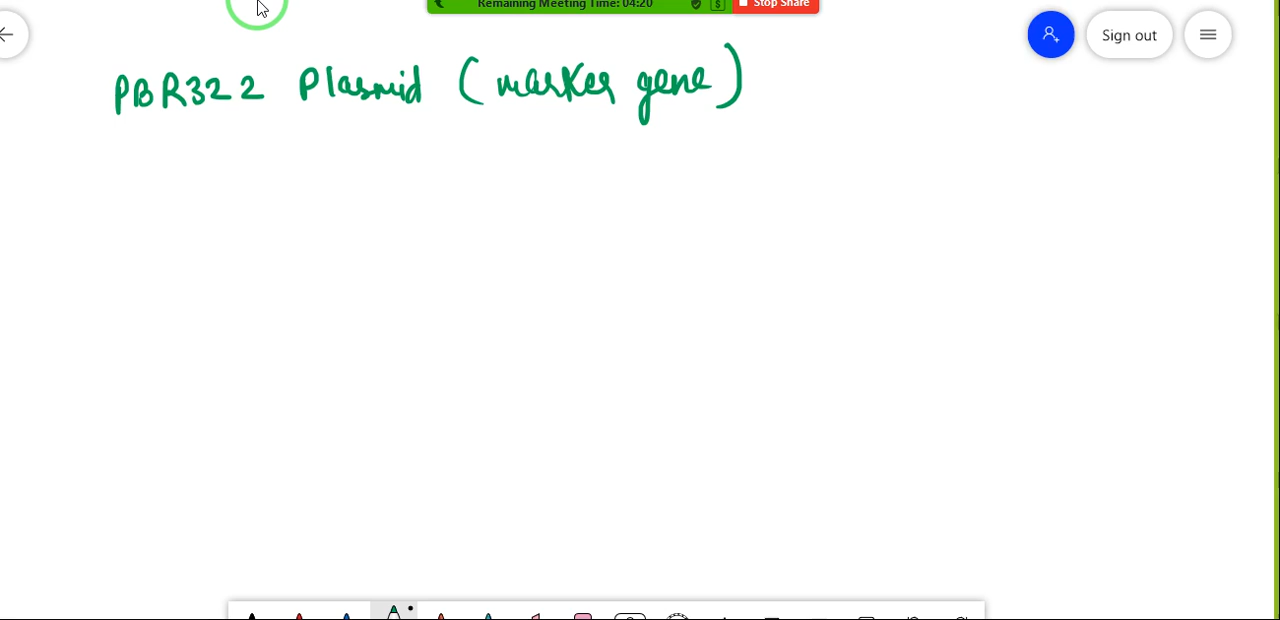 Remaining Meeting Time: 04:20 Stop Share
Sign out
PBR322 Plasmid (marker gene)